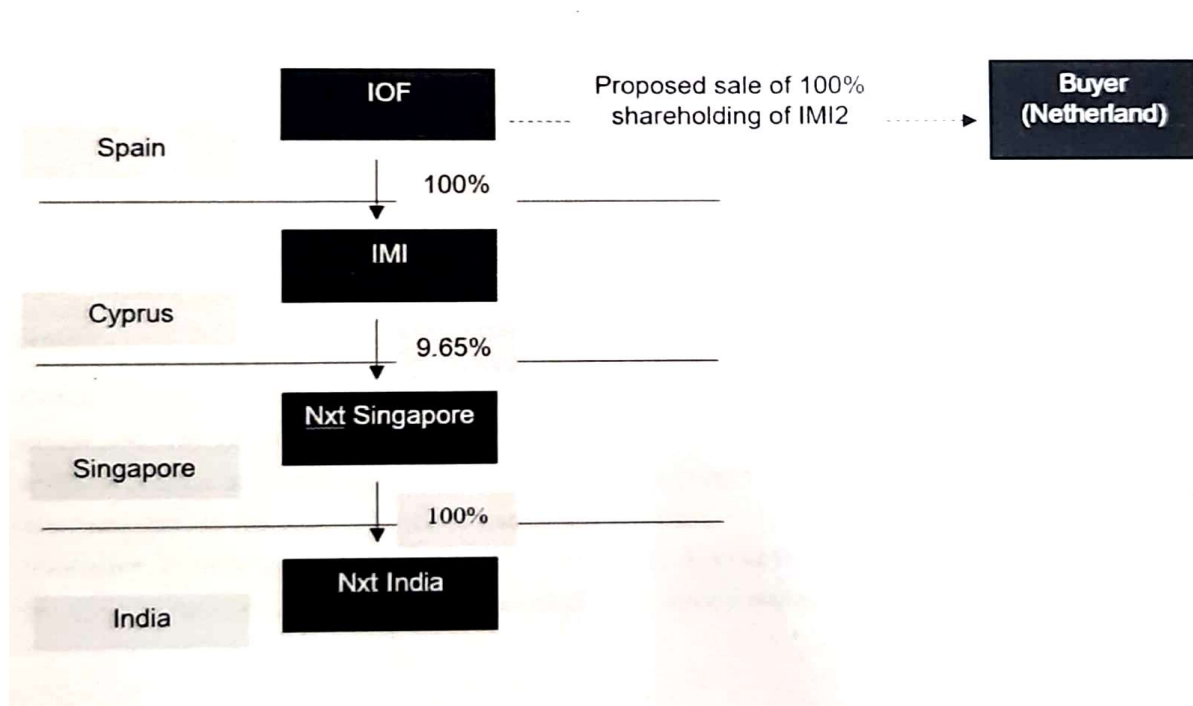 IOF
Proposed sale of 100%
shareholding of IMI2
Buyer
(Netherland)
Spain
100%
IMI
Cyprus
9.65%
Nxt Singapore
Singapore
100%
Nxt India
India